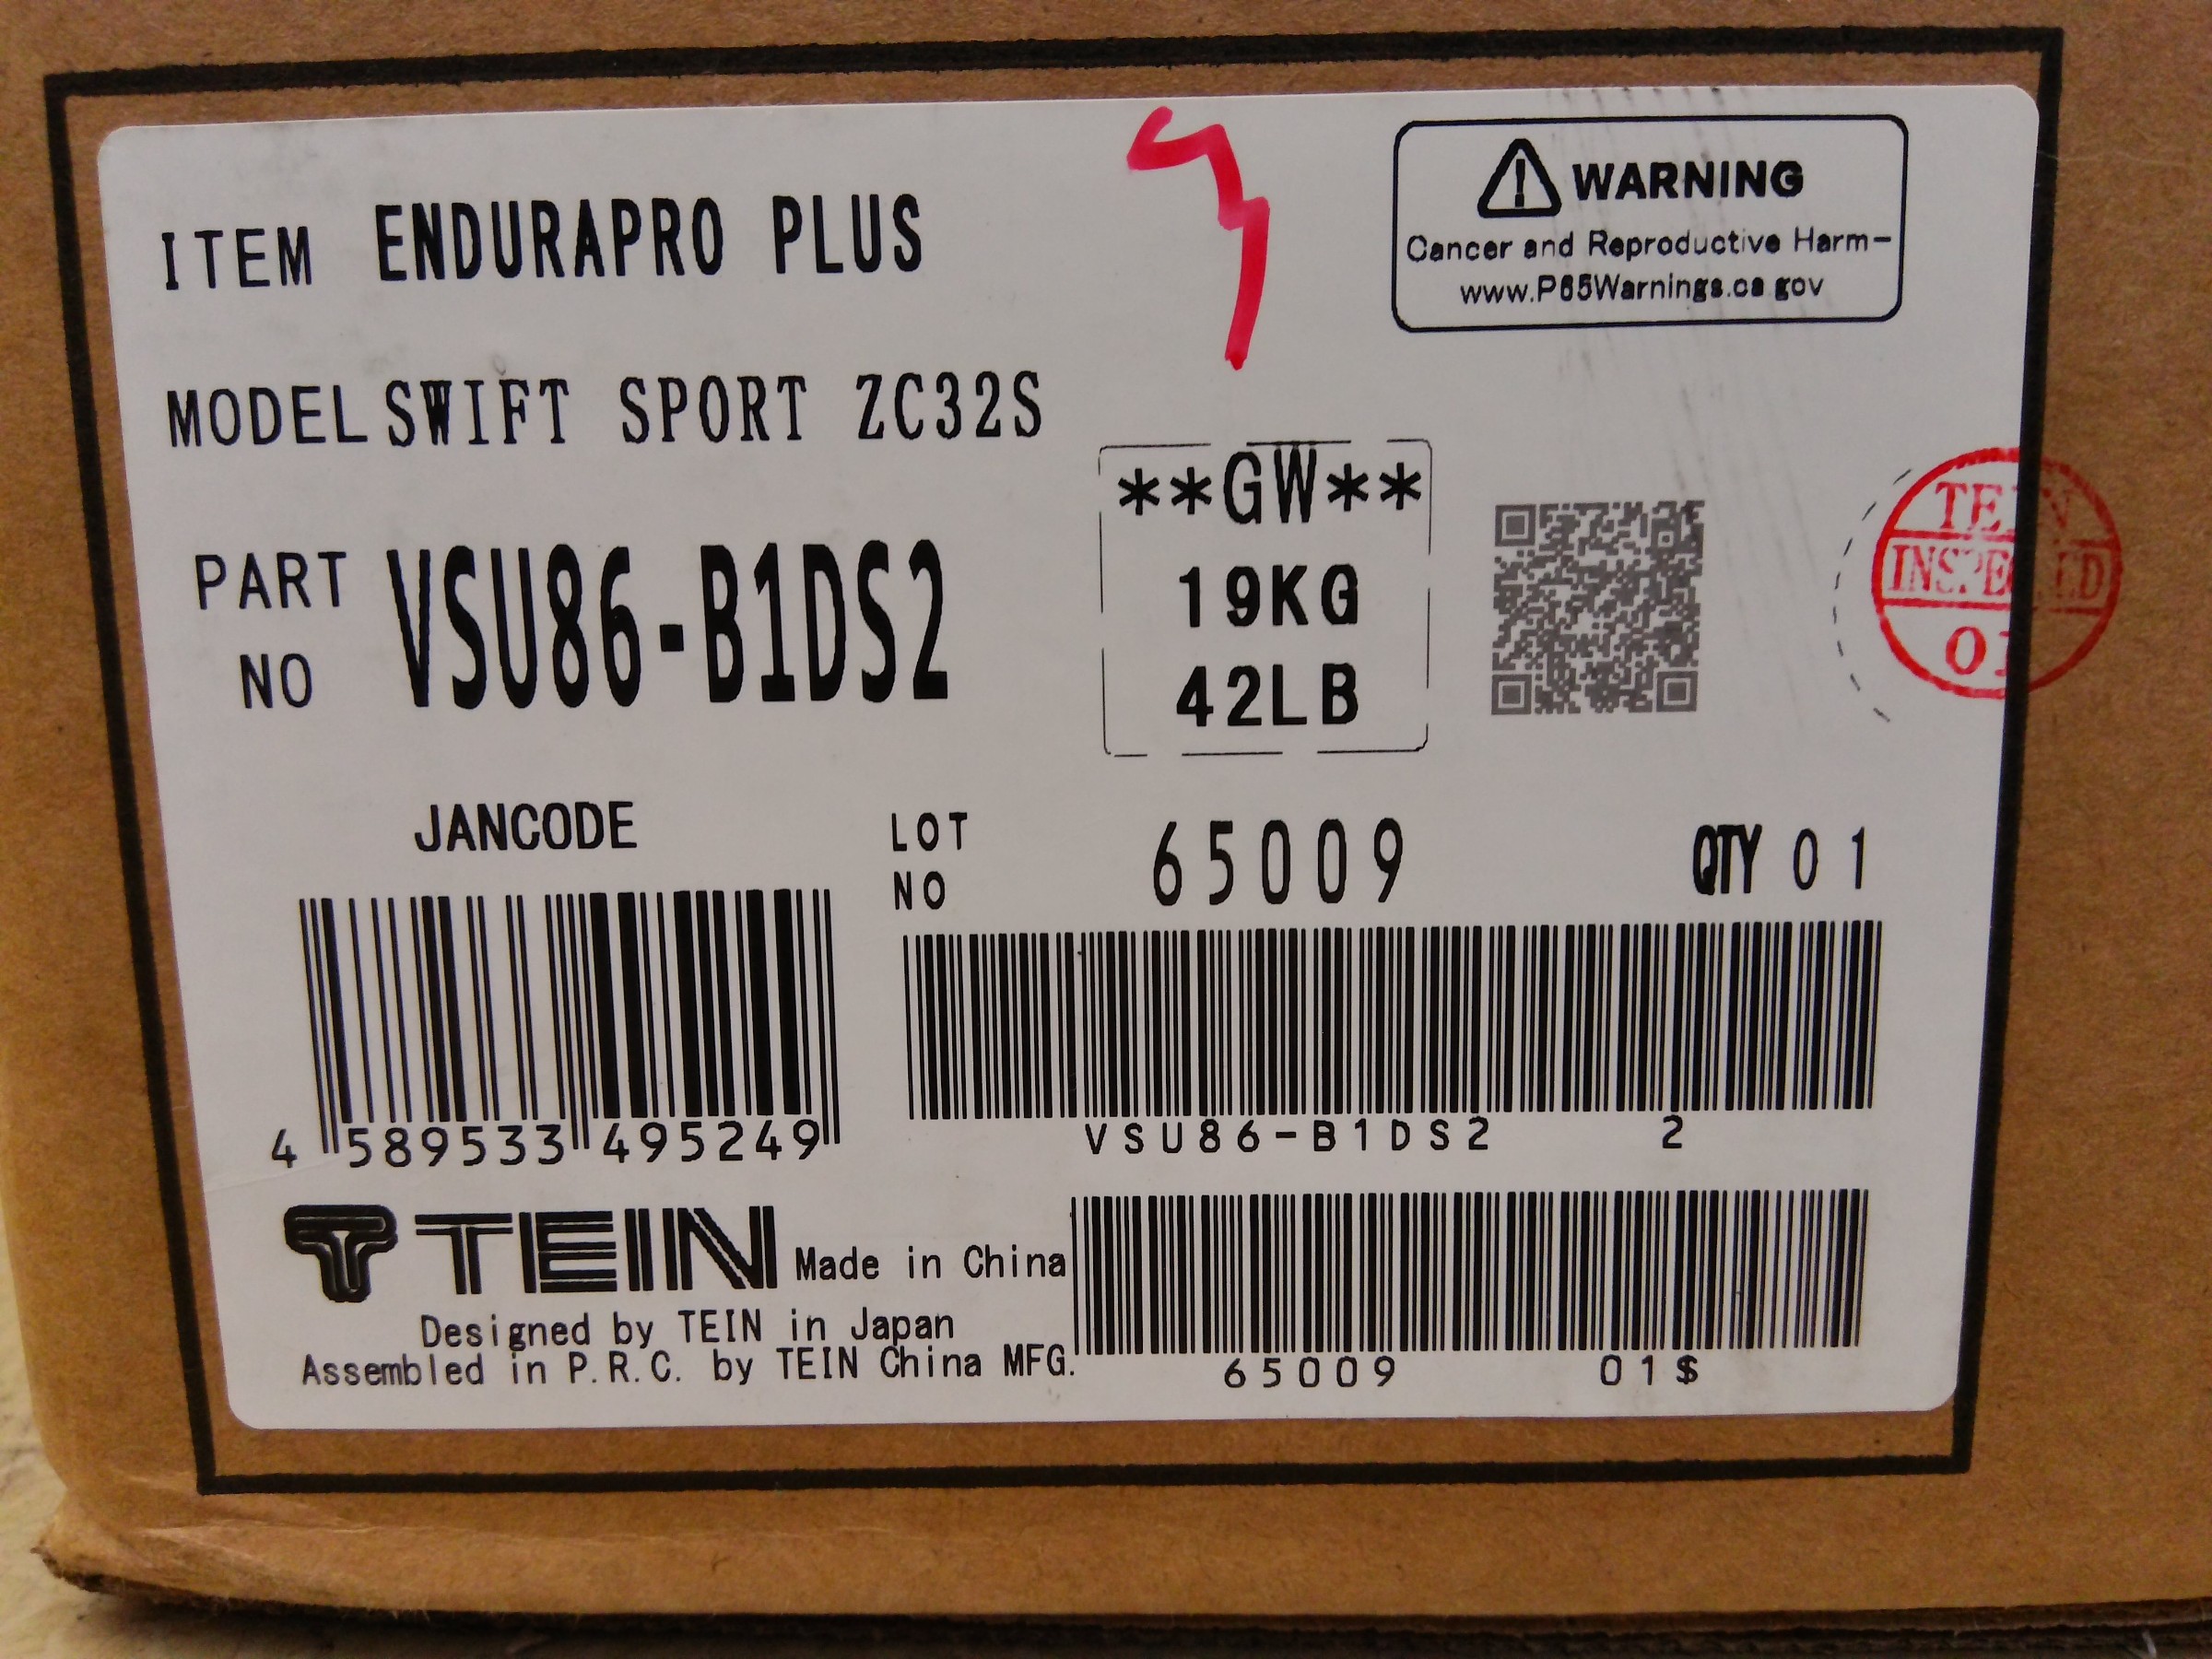 ITEM ENDURAPRO PLUS
WARNING
Cancer and Reproductive Harm-
www.P65Warnings.ca.gov
MODEL SWIFT SPORT ZC32S
**GW**
19KG
42LB
PART NO VSU86-B1DS2
TEIN
INSPECTED
01
JANCODE
LOT NO 65009 QTY 01
4 589533 495249
VSU86-B1DS2 2
TEIN Made in China
Designed by TEIN in Japan
Assembled in P.R.C. by TEIN China MFG.
65009 01$